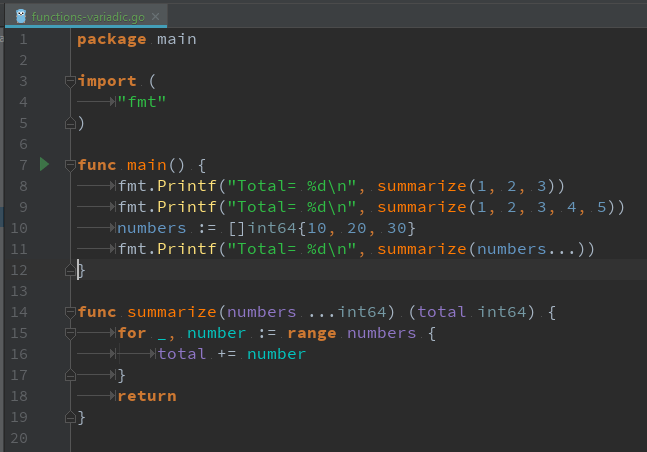 functions-variadic.go
1 package main
2
3 import (
4 "fmt"
5 )
6
7 func main() {
8 fmt.Printf("Total= %d\n", summarize(1, 2, 3))
9 fmt.Printf("Total= %d\n", summarize(1, 2, 3, 4, 5))
10 numbers := []int64{10, 20, 30}
11 fmt.Printf("Total= %d\n", summarize(numbers...))
12 }
13
14 func summarize(numbers ...int64) (total int64) {
15 for _, number := range numbers {
16 total += number
17 }
18 return
19 }
20